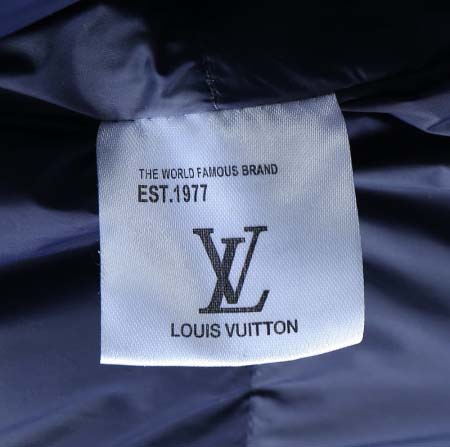 THE WORLD FAMOUS BRAND
EST.1977
LV
LOUIS VUITTON